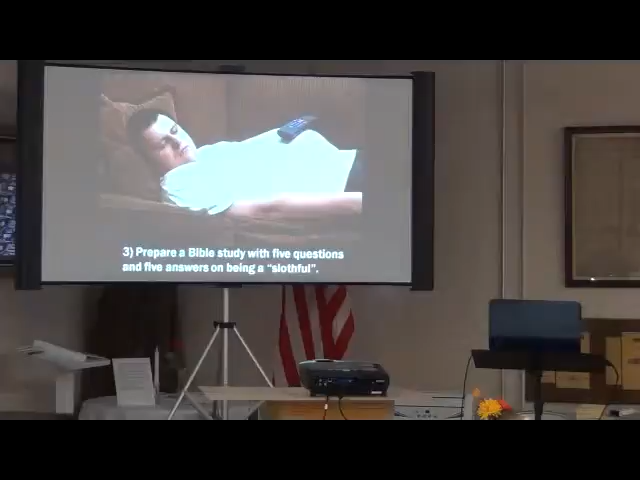 3) Prepare a Bible study with five questions
and five answers on being a “slothful”.